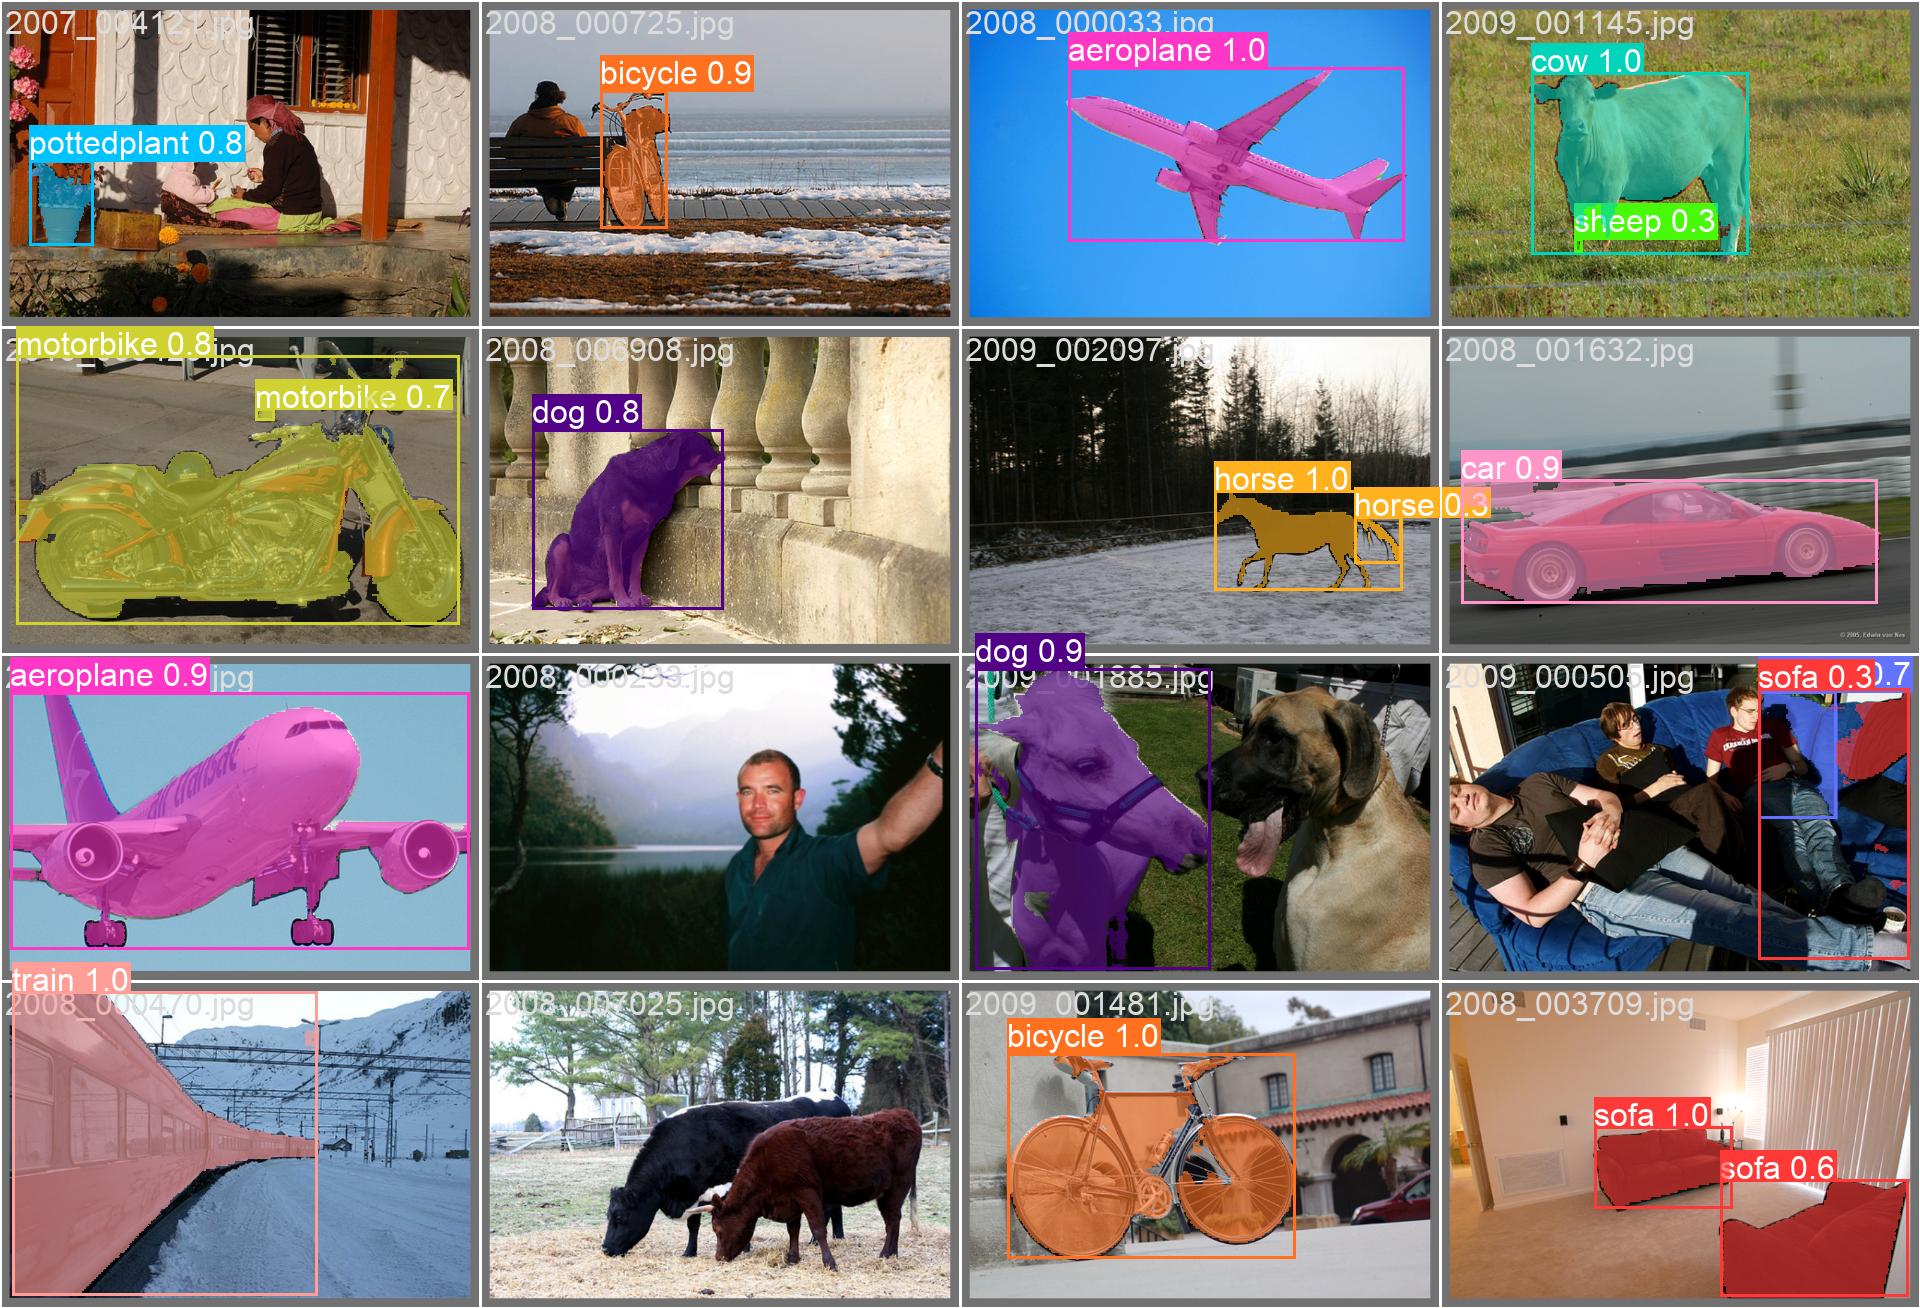 2007_004121.jpg
pottedplant 0.8
2008_000725.jpg
bicycle 0.9
2008_000033.jpg
aeroplane 1.0
2009_001145.jpg
cow 1.0
sheep 0.3
motorbike 0.8
.jpg
motorbike 0.7
2008_006908.jpg
dog 0.8
2009_002097.jpg
horse 1.0
horse 0.3
2008_001632.jpg
car 0.9
© 2005, Edwin van Nes
aeroplane 0.9
.jpg
air transat
2008_000233.jpg
dog 0.9
2009_001885.jpg
2009_000505.jpg
sofa 0.3
0.7
train 1.0
2008_000470.jpg
2008_007025.jpg
2009_001481.jpg
bicycle 1.0
2008_003709.jpg
sofa 1.0
sofa 0.6